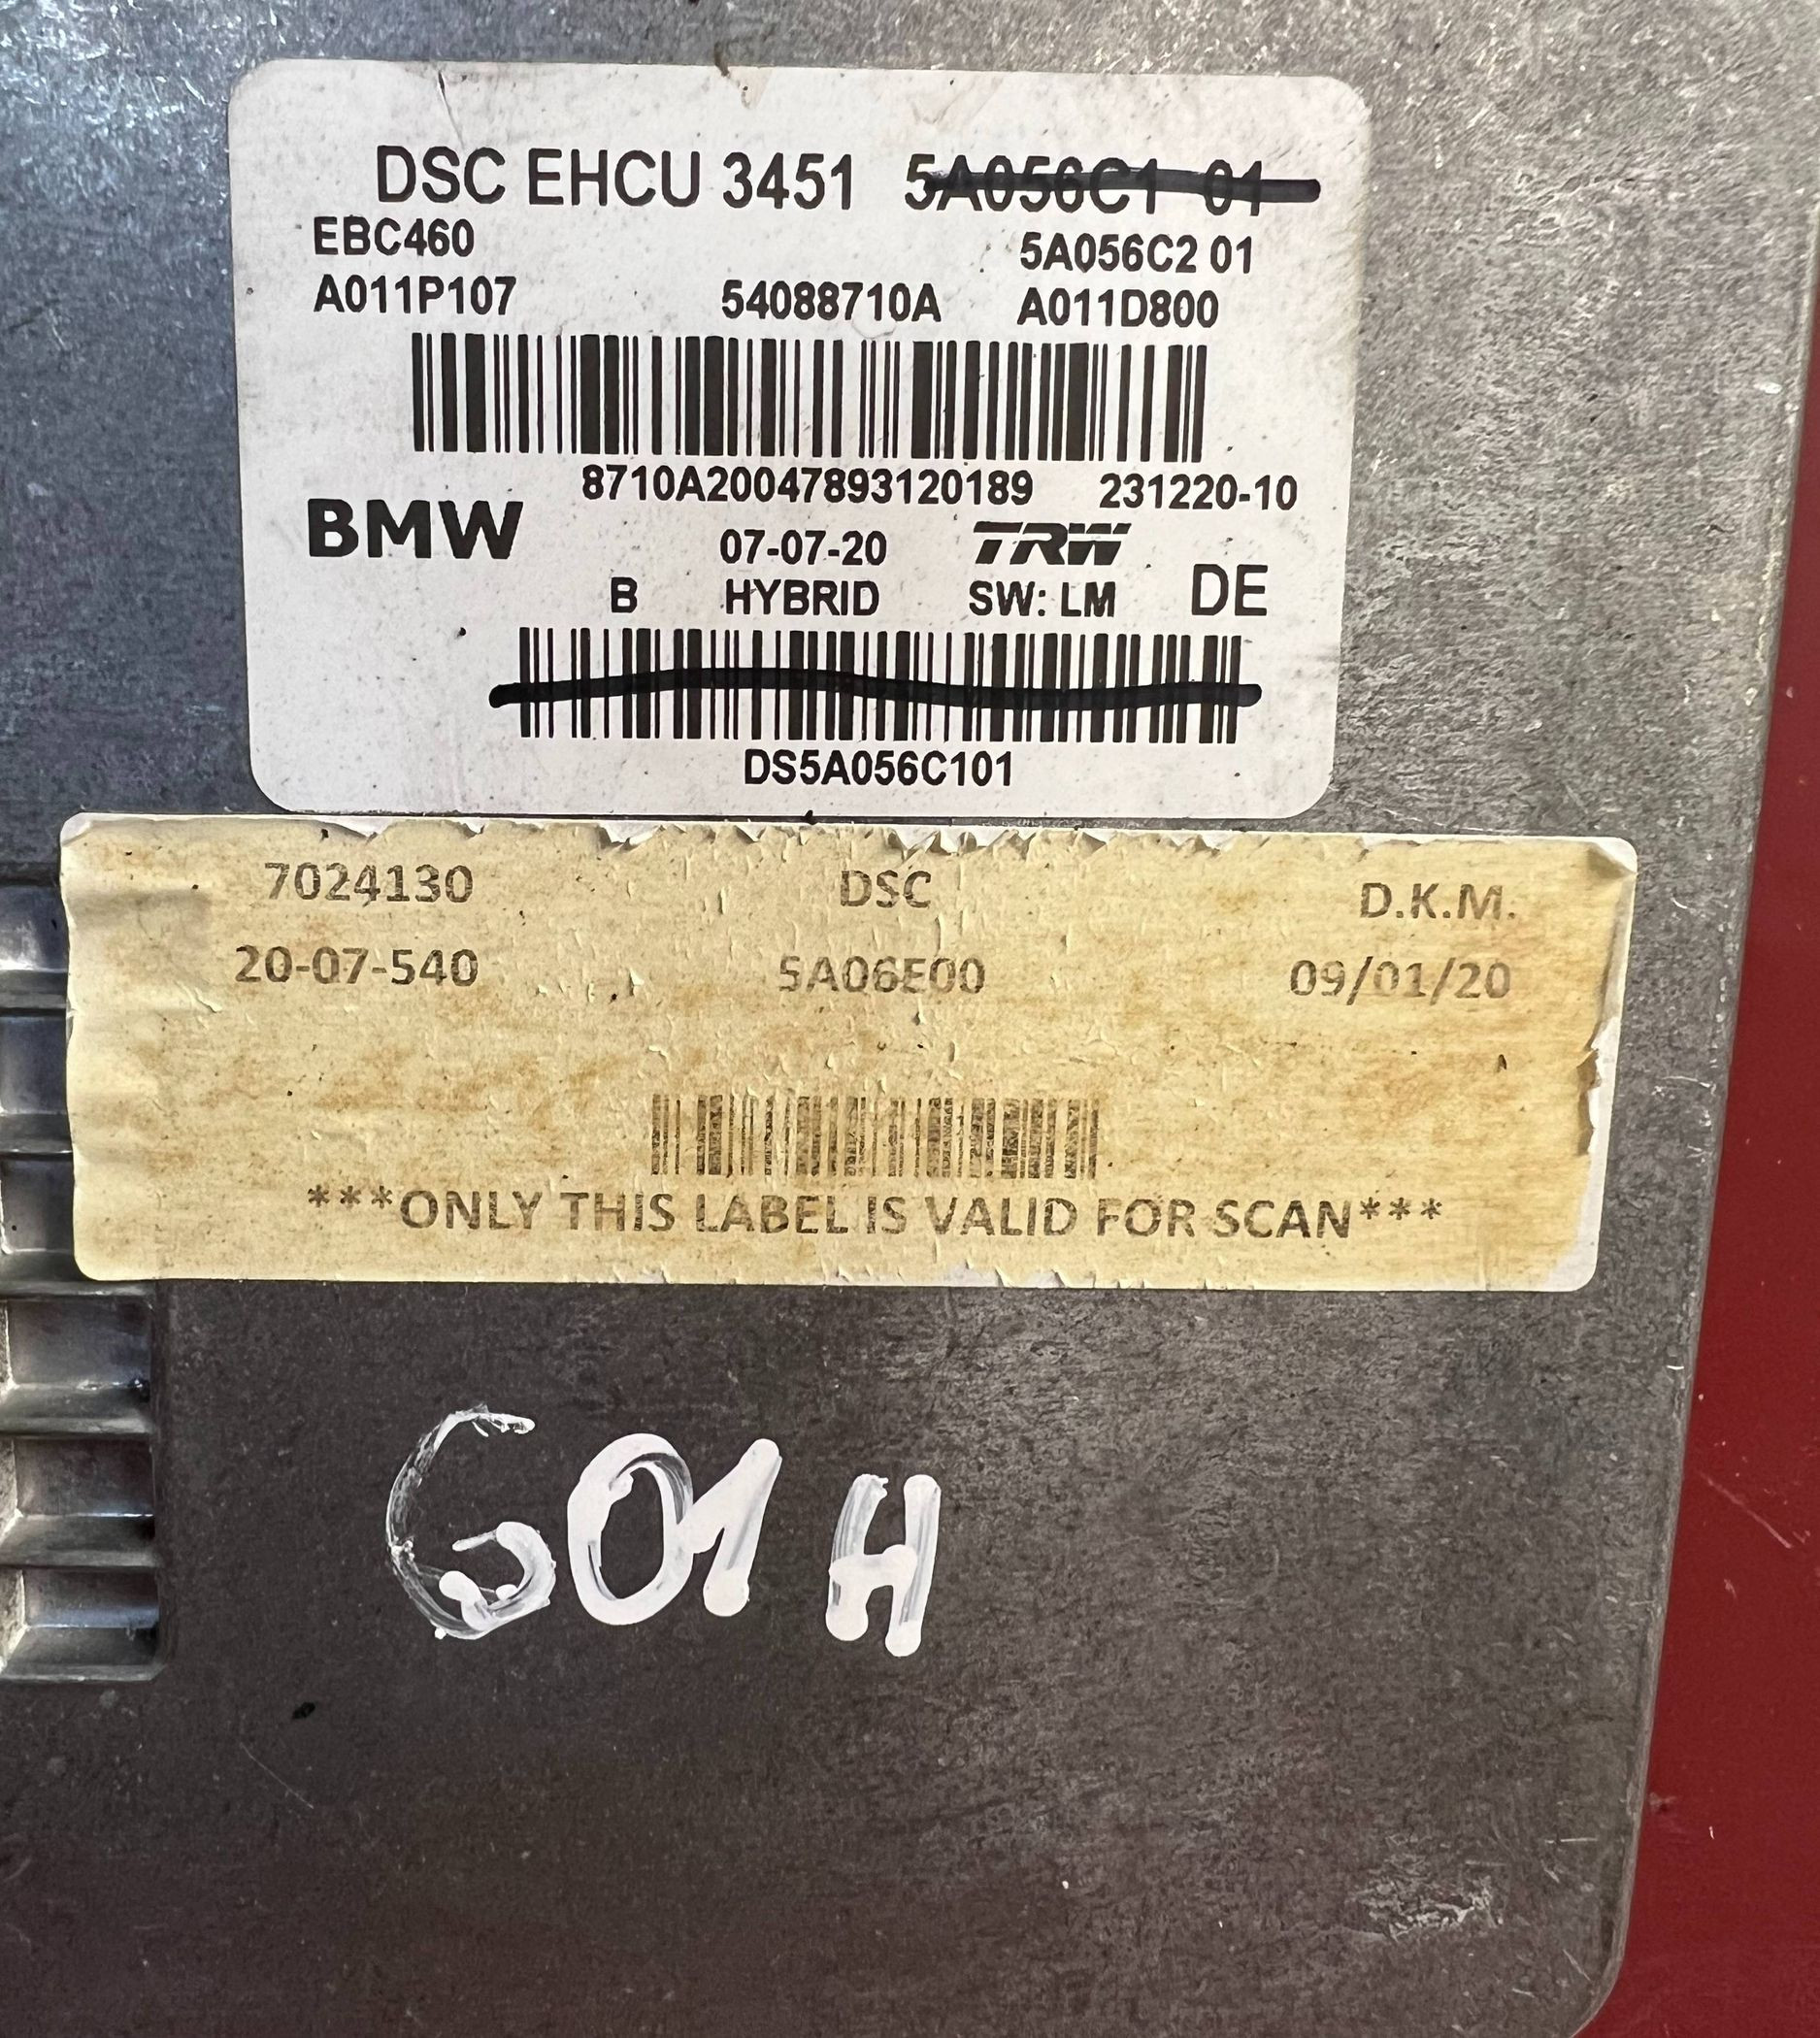 DSC EHCU 3451 5A056C1 01
EBC460 5A056C2 01
A011P107 54088710A A011D800
8710A20047893120189 231220-10
BMW 07-07-20 TRW
B HYBRID SW: LM DE
DS5A056C101
7024130 DSC D.K.M.
20-07-540 5A06E00 09/01/20
***ONLY THIS LABEL IS VALID FOR SCAN***
G01 H